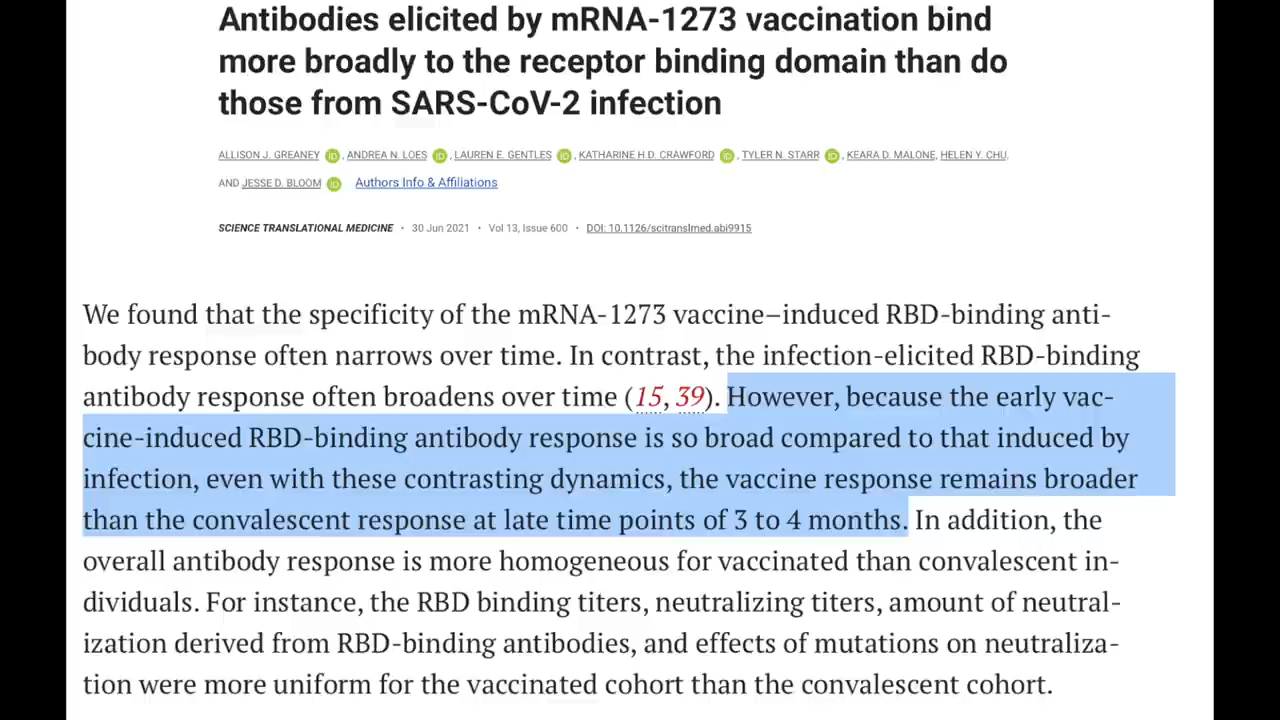 Antibodies elicited by mRNA-1273 vaccination bind
more broadly to the receptor binding domain than do
those from SARS-CoV-2 infection
ALLISON J. GREANEY iD, ANDREA N. LOES iD, LAUREN E. GENTLES iD, KATHARINE H.D. CRAWFORD iD, TYLER N. STARR iD, KEARA D. MALONE, HELEN Y. CHU,
AND JESSE D. BLOOM iD Authors Info & Affiliations
SCIENCE TRANSLATIONAL MEDICINE • 30 Jun 2021 • Vol 13, Issue 600 • DOI: 10.1126/scitranslmed.abi9915
We found that the specificity of the mRNA-1273 vaccine–induced RBD-binding anti-
body response often narrows over time. In contrast, the infection-elicited RBD-binding
antibody response often broadens over time (15, 39). However, because the early vac-
cine-induced RBD-binding antibody response is so broad compared to that induced by
infection, even with these contrasting dynamics, the vaccine response remains broader
than the convalescent response at late time points of 3 to 4 months. In addition, the
overall antibody response is more homogeneous for vaccinated than convalescent in-
dividuals. For instance, the RBD binding titers, neutralizing titers, amount of neutral-
ization derived from RBD-binding antibodies, and effects of mutations on neutraliza-
tion were more uniform for the vaccinated cohort than the convalescent cohort.